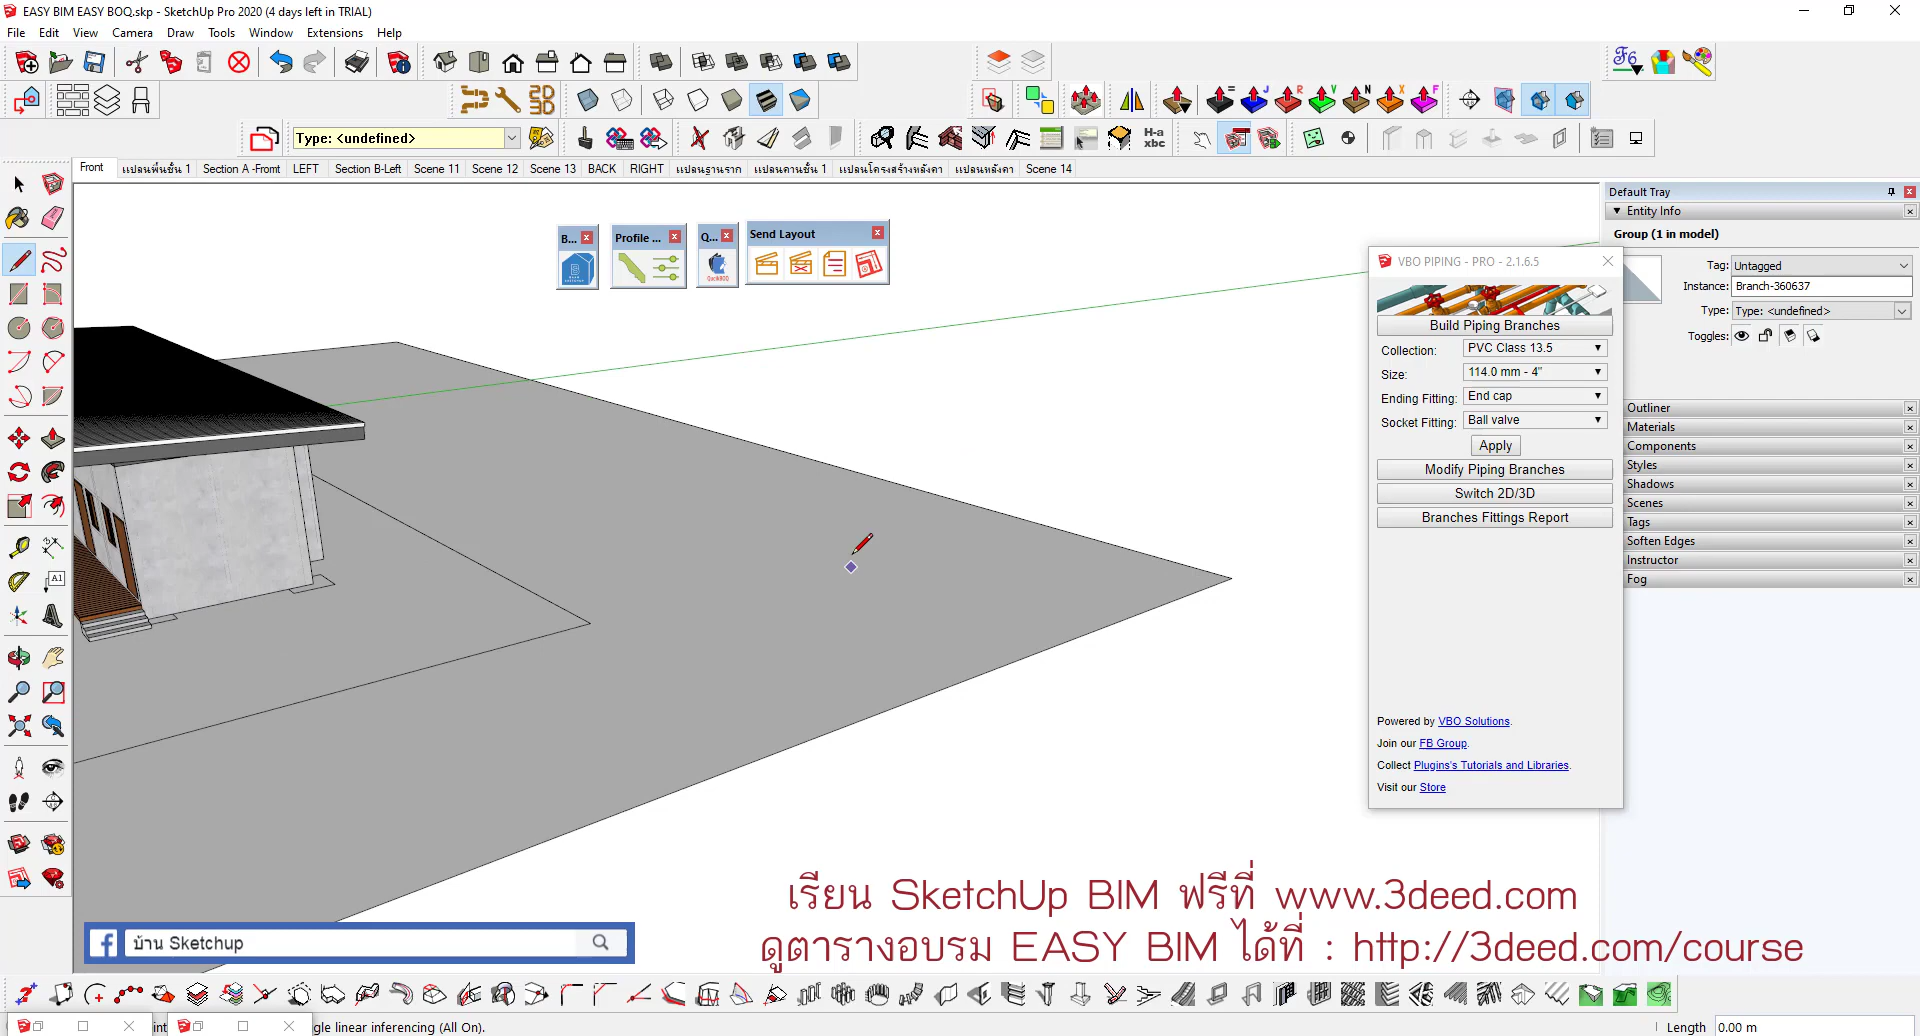 EASY BIM EASY BOQ.skp - SketchUp Pro 2020 (4 days left in TRIAL)
File Edit View Camera Draw Tools Window Extensions Help
Type: <undefined>
H-a
xbc
Front แปลนพื้นชั้น 1 Section A -Front LEFT Section B-Left Scene 11 Scene 12 Scene 13 BACK RIGHT แปลนฐานราก แปลนคานชั้น 1 แปลนโครงสร้างหลังคา แปลนหลังคา Scene 14
Default Tray
Entity Info
Group (1 in model)
Tag: Untagged
Instance: Branch-360637
Type: Type: <undefined>
Toggles:
Outliner
Materials
Components
Styles
Shadows
Scenes
Tags
Soften Edges
Instructor
Fog
B...
Profile ...
Q...
Send Layout
VBO PIPING - PRO - 2.1.6.5
Build Piping Branches
Collection: PVC Class 13.5
Size: 114.0 mm - 4"
Ending Fitting: End cap
Socket Fitting: Ball valve
Apply
Modify Piping Branches
Switch 2D/3D
Branches Fittings Report
Powered by VBO Solutions.
Join our FB Group.
Collect Plugins's Tutorials and Libraries.
Visit our Store
เรียน SketchUp BIM ฟรีที่ www.3deed.com
ดูตารางอบรม EASY BIM ได้ที่ : http://3deed.com/course
บ้าน Sketchup
gle linear inferencing (All On).
Length 0.00 m